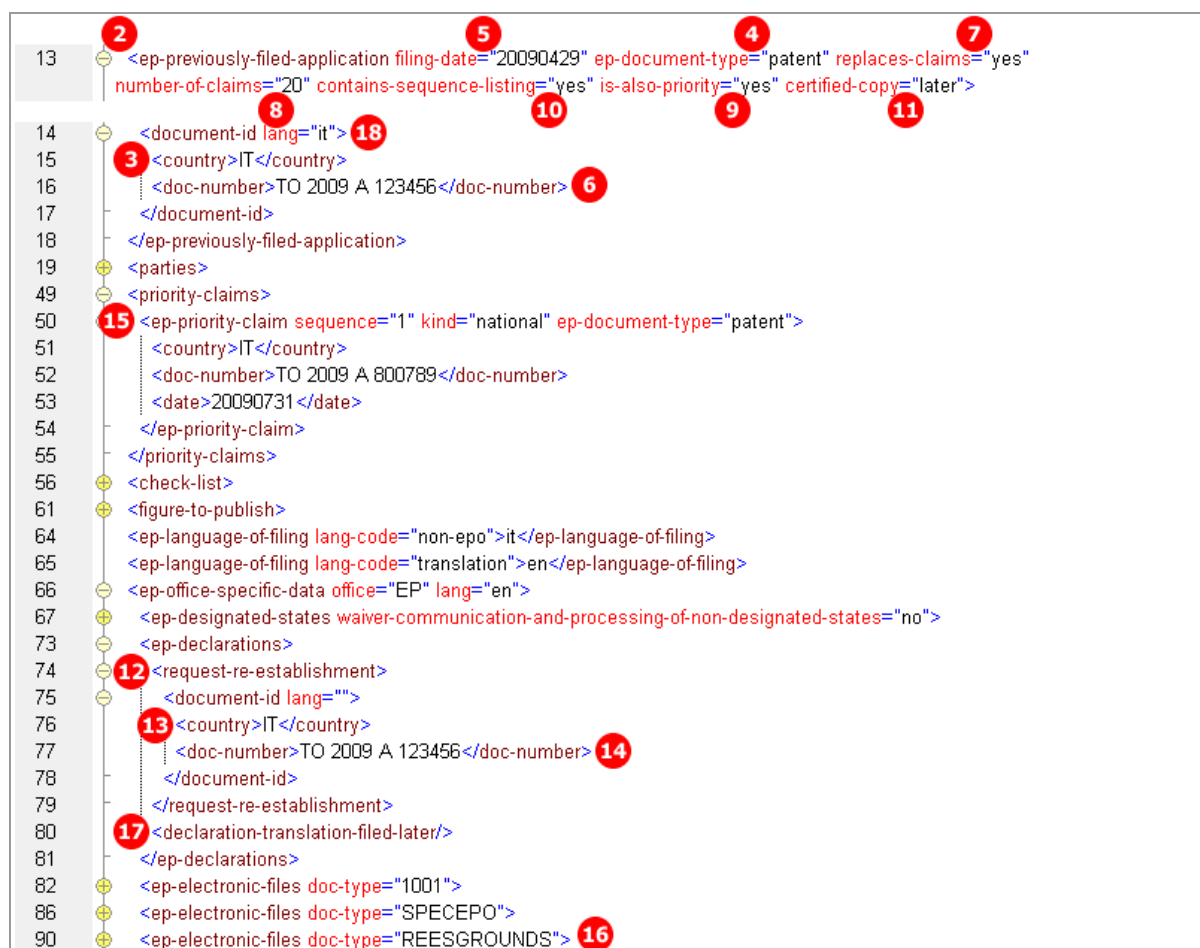 2 5 4 7
13 <ep-previously-filed-application filing-date="20090429" ep-document-type="patent" replaces-claims="yes"
number-of-claims="20" contains-sequence-listing="yes" is-also-priority="yes" certified-copy="later">
8 10 9 11
14 <document-id lang="it"> 18
15 3 <country>IT</country>
16 <doc-number>TO 2009 A 123456</doc-number> 6
17 </document-id>
18 </ep-previously-filed-application>
19 <parties>
49 <priority-claims>
50 15 <ep-priority-claim sequence="1" kind="national" ep-document-type="patent">
51 <country>IT</country>
52 <doc-number>TO 2009 A 800789</doc-number>
53 <date>20090731</date>
54 </ep-priority-claim>
55 </priority-claims>
56 <check-list>
61 <figure-to-publish>
64 <ep-language-of-filing lang-code="non-epo">it</ep-language-of-filing>
65 <ep-language-of-filing lang-code="translation">en</ep-language-of-filing>
66 <ep-office-specific-data office="EP" lang="en">
67 <ep-designated-states waiver-communication-and-processing-of-non-designated-states="no">
73 <ep-declarations>
74 12 <request-re-establishment>
75 <document-id lang="">
76 13 <country>IT</country>
77 <doc-number>TO 2009 A 123456</doc-number> 14
78 </document-id>
79 </request-re-establishment>
80 17 <declaration-translation-filed-later/>
81 </ep-declarations>
82 <ep-electronic-files doc-type="1001">
86 <ep-electronic-files doc-type="SPECEPO">
90 <ep-electronic-files doc-type="REESGROUNDS"> 16